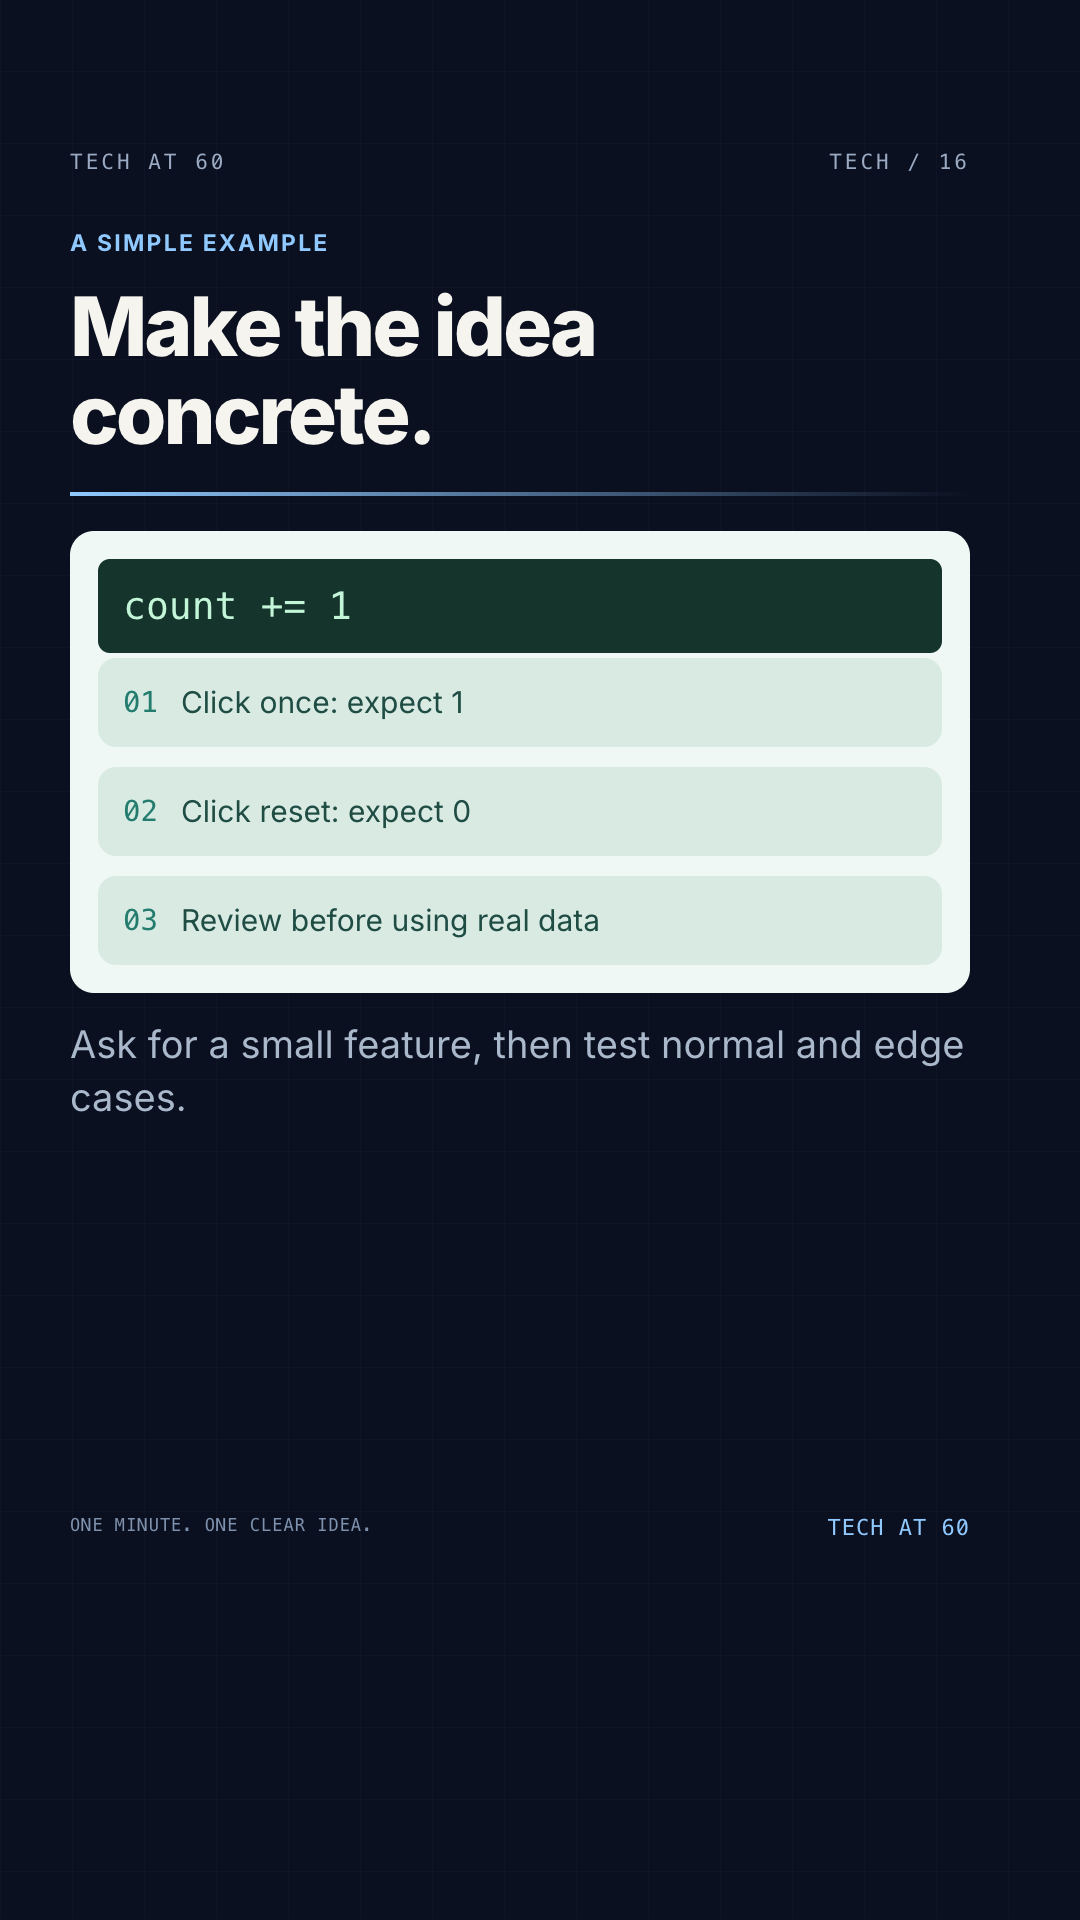 TECH AT 60
TECH / 16
A SIMPLE EXAMPLE
Make the idea
concrete.
count += 1
01 Click once: expect 1
02 Click reset: expect 0
03 Review before using real data
Ask for a small feature, then test normal and edge
cases.
ONE MINUTE. ONE CLEAR IDEA.
TECH AT 60